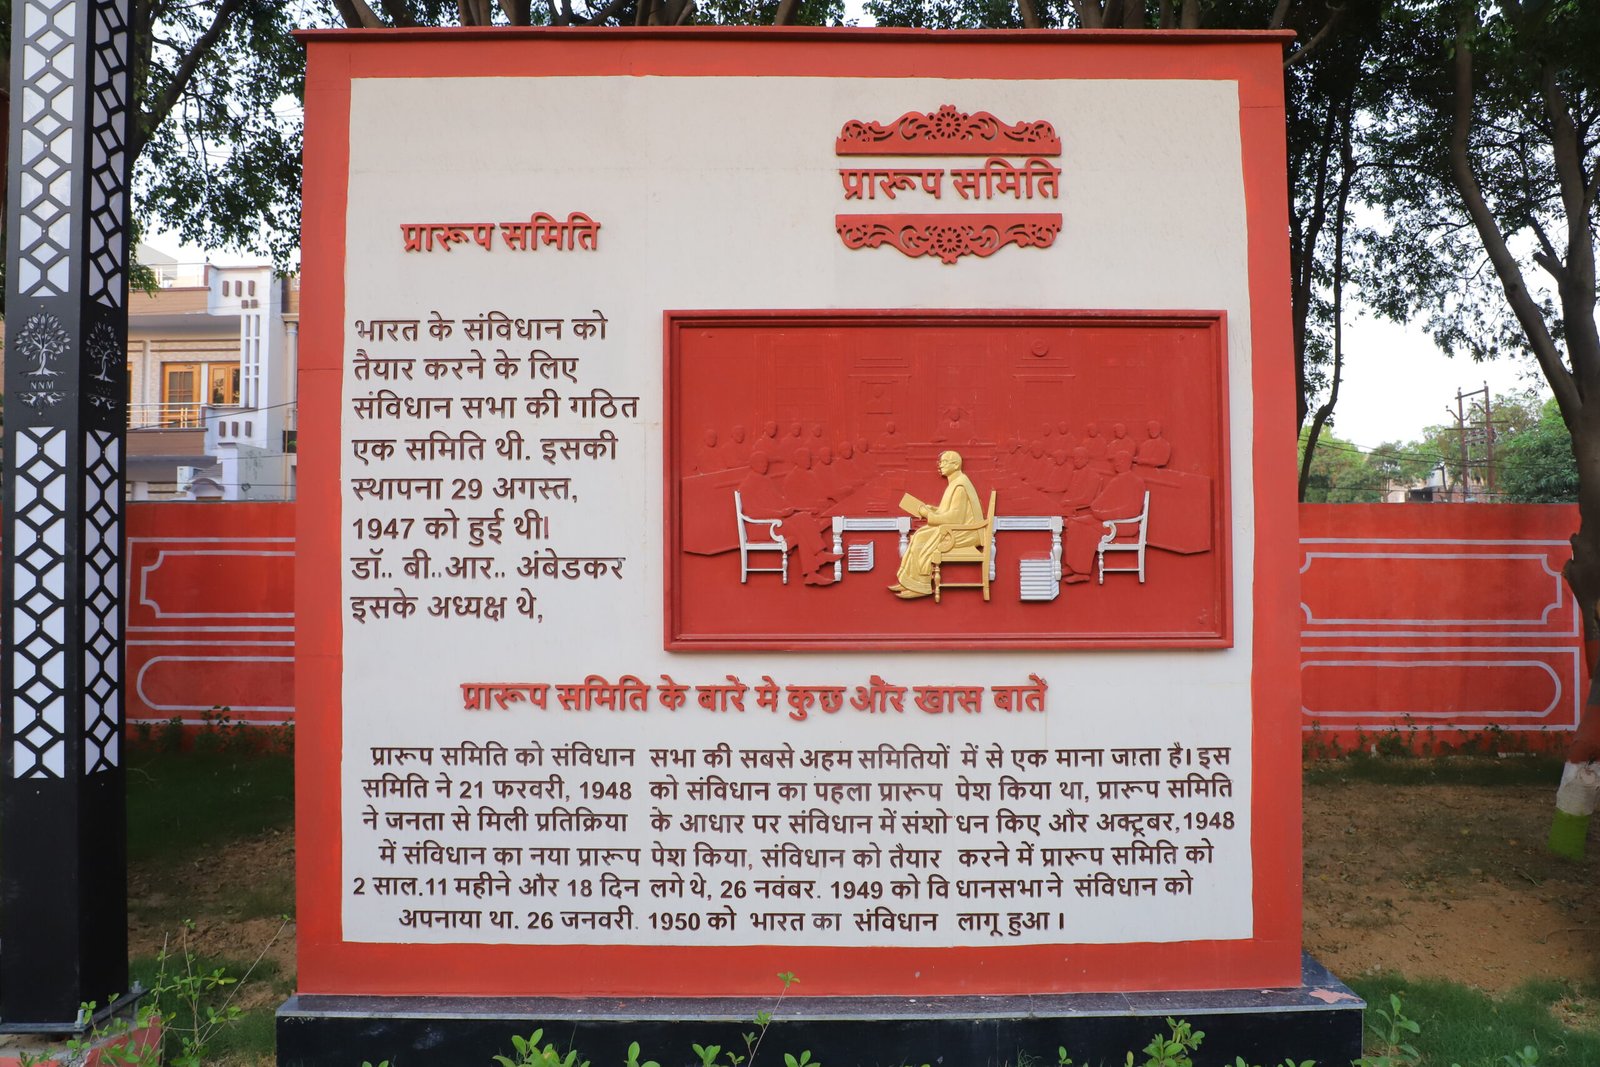 प्रारूप समिति
प्रारूप समिति
भारत के संविधान को
तैयार करने के लिए
संविधान सभा की गठित
एक समिति थी. इसकी
स्थापना 29 अगस्त,
1947 को हुई थी|
डॉ.. बी..आर.. अंबेडकर
इसके अध्यक्ष थे,
प्रारूप समिति के बारें मे कुछ और खास बातें
प्रारूप समिति को संविधान सभा की सबसे अहम समितियों में से एक माना जाता है। इस
समिति ने 21 फरवरी, 1948 को संविधान का पहला प्रारूप पेश किया था, प्रारूप समिति
ने जनता से मिली प्रतिक्रिया के आधार पर संविधान में संशोधन किए और अक्टूबर, 1948
में संविधान का नया प्रारूप पेश किया, संविधान को तैयार करने में प्रारूप समिति को
2 साल.11 महीने और 18 दिन लगे थे, 26 नवंबर. 1949 को विधानसभा ने संविधान को
अपनाया था. 26 जनवरी. 1950 को भारत का संविधान लागू हुआ ।
NNM